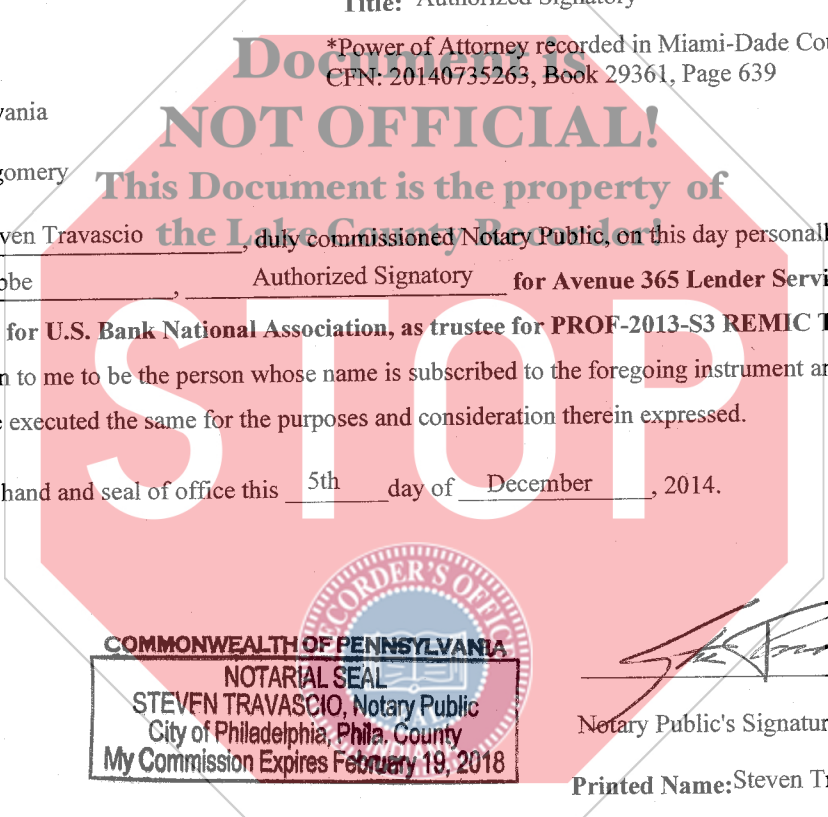 Title: Authorized Signatory
*Power of Attorney recorded in Miami-Dade Cou
CFN: 20140735263, Book 29361, Page 639
Document is
NOT OFFICIAL!
This Document is the property of
the Lake County Recorder!
vania
gomery
ven Travascio, duly commissioned Notary Public, on this day personall
obe, Authorized Signatory for Avenue 365 Lender Servi
for U.S. Bank National Association, as trustee for PROF-2013-S3 REMIC T
n to me to be the person whose name is subscribed to the foregoing instrument an
e executed the same for the purposes and consideration therein expressed.
STOP
hand and seal of office this 5th day of December, 2014.
RECORDER'S OFFICE
INDIANA
COMMONWEALTH OF PENNSYLVANIA
NOTARIAL SEAL
STEVEN TRAVASCIO, Notary Public
City of Philadelphia, Phila. County
My Commission Expires February 19, 2018
Notary Public's Signatur
Printed Name: Steven Tr